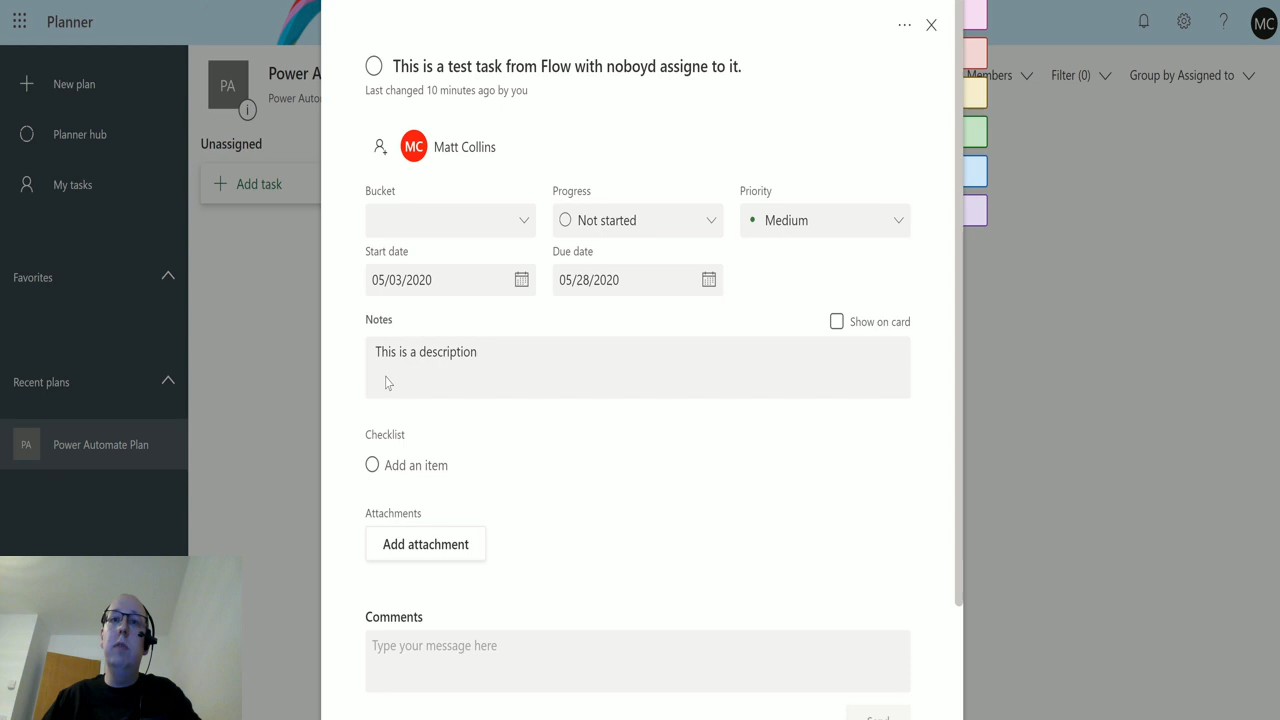 Planner
MC
New plan
Planner hub
My tasks
Favorites
Recent plans
PA
Power Automate Plan
PA
Power A
Power Autom
i
Unassigned
Add task
This is a test task from Flow with noboyd assigne to it.
Last changed 10 minutes ago by you
MC
Matt Collins
Bucket
Progress
Priority
Not started
Medium
Start date
Due date
05/03/2020
05/28/2020
Notes
Show on card
This is a description
Checklist
Add an item
Attachments
Add attachment
Comments
Type your message here
Members
Filter (0)
Group by Assigned to